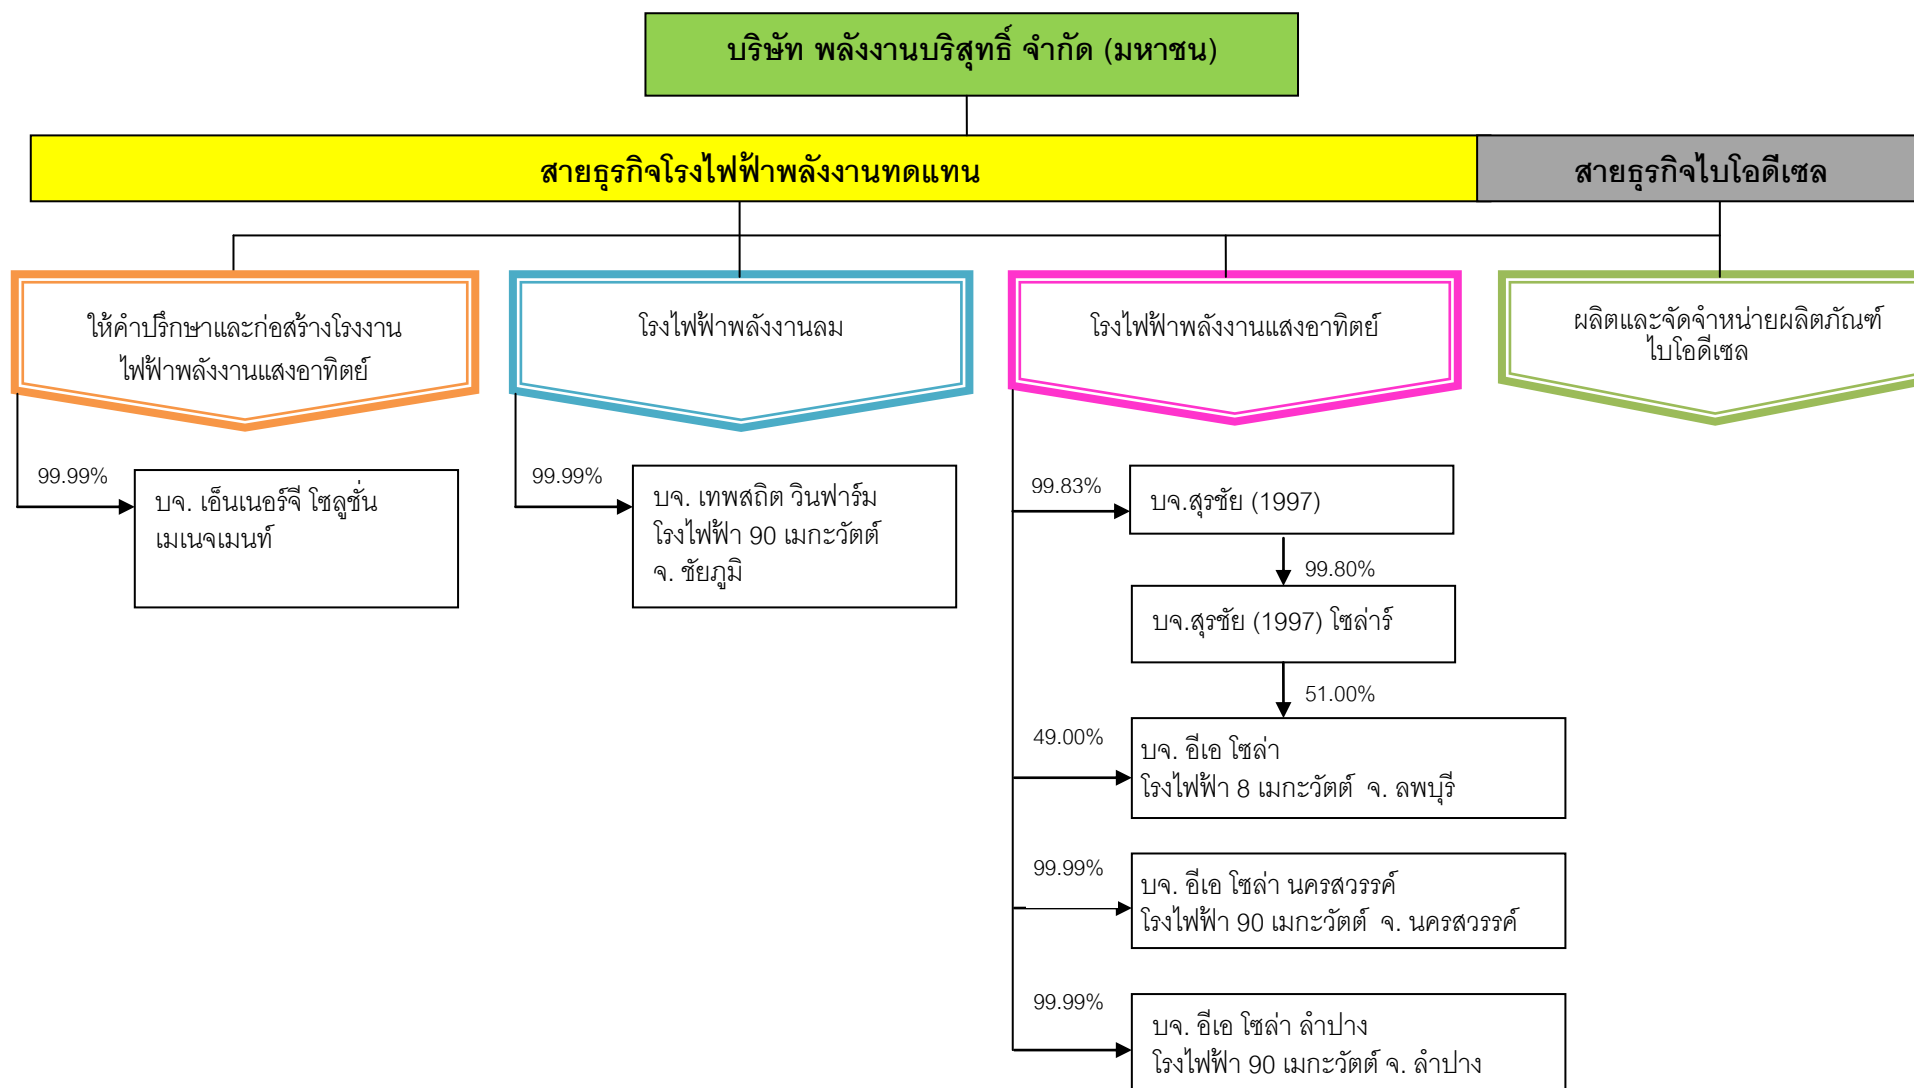 บริษัท พลังงานบริสุทธิ์ จำกัด (มหาชน)
สายธุรกิจโรงไฟฟ้าพลังงานทดแทน
สายธุรกิจไบโอดีเซล
ให้คำปรึกษาและก่อสร้างโรงงาน
ไฟฟ้าพลังงานแสงอาทิตย์
โรงไฟฟ้าพลังงานลม
โรงไฟฟ้าพลังงานแสงอาทิตย์
ผลิตและจัดจำหน่ายผลิตภัณฑ์
ไบโอดีเซล
99.99%
บจ. เอ็นเนอร์จี โซลูชั่น
เมเนจเมนท์
99.99%
บจ. เทพสถิต วินฟาร์ม
โรงไฟฟ้า 90 เมกะวัตต์
จ. ชัยภูมิ
99.83%
บจ.สุรชัย (1997)
99.80%
บจ.สุรชัย (1997) โซล่าร์
51.00%
49.00%
บจ. อีเอ โซล่า
โรงไฟฟ้า 8 เมกะวัตต์ จ. ลพบุรี
99.99%
บจ. อีเอ โซล่า นครสวรรค์
โรงไฟฟ้า 90 เมกะวัตต์ จ. นครสวรรค์
99.99%
บจ. อีเอ โซล่า ลำปาง
โรงไฟฟ้า 90 เมกะวัตต์ จ. ลำปาง